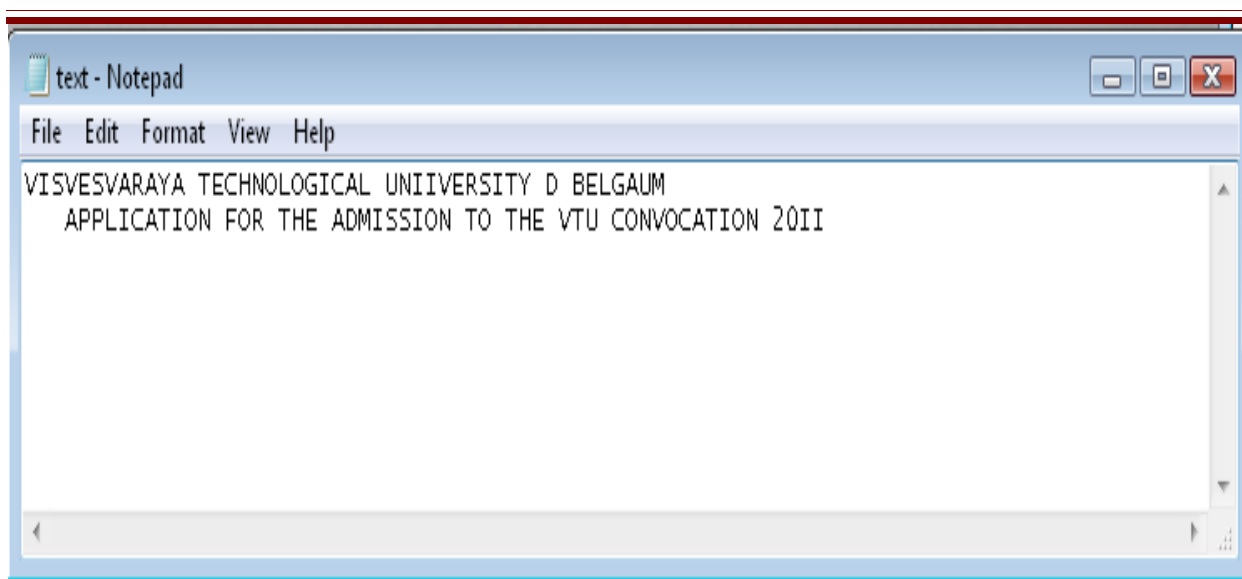 text - Notepad
File Edit Format View Help
VISVESVARAYA TECHNOLOGICAL UNIIVERSITY D BELGAUM
APPLICATION FOR THE ADMISSION TO THE VTU CONVOCATION 20II